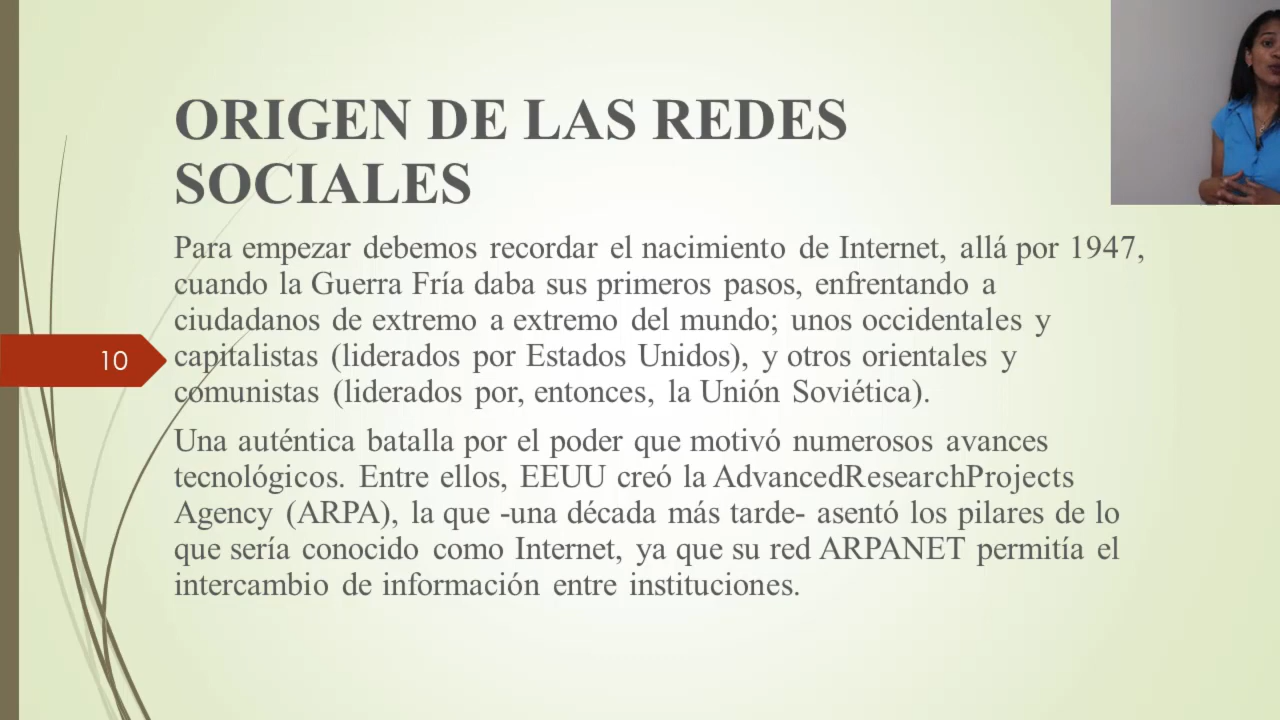 ORIGEN DE LAS REDES
SOCIALES
Para empezar debemos recordar el nacimiento de Internet, allá por 1947,
cuando la Guerra Fría daba sus primeros pasos, enfrentando a
ciudadanos de extremo a extremo del mundo; unos occidentales y
10
capitalistas (liderados por Estados Unidos), y otros orientales y
comunistas (liderados por, entonces, la Unión Soviética).
Una auténtica batalla por el poder que motivó numerosos avances
tecnológicos. Entre ellos, EEUU creó la AdvancedResearchProjects
Agency (ARPA), la que -una década más tarde- asentó los pilares de lo
que sería conocido como Internet, ya que su red ARPANET permitía el
intercambio de información entre instituciones.